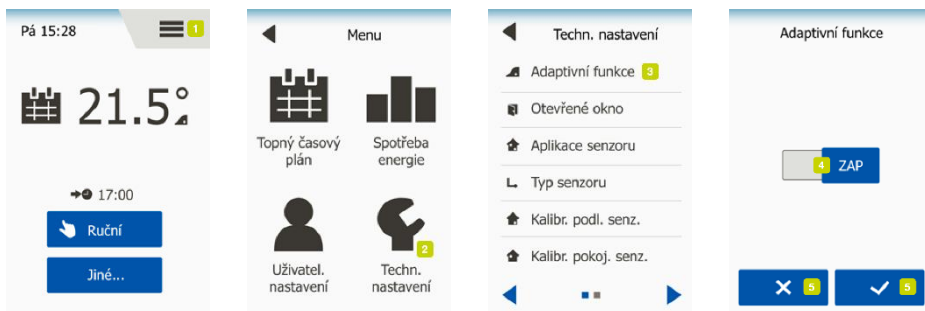 Pá 15:28
1
21.5°
17:00
Ruční
Jiné...
Menu
Topný časový
plán
Spotřeba
energie
2
Uživatel.
nastavení
Techn.
nastavení
Techn. nastavení
Adaptivní funkce 3
Otevřené okno
Aplikace senzoru
Typ senzoru
Kalibr. podl. senz.
Kalibr. pokoj. senz.
Adaptivní funkce
4 ZAP
5
5